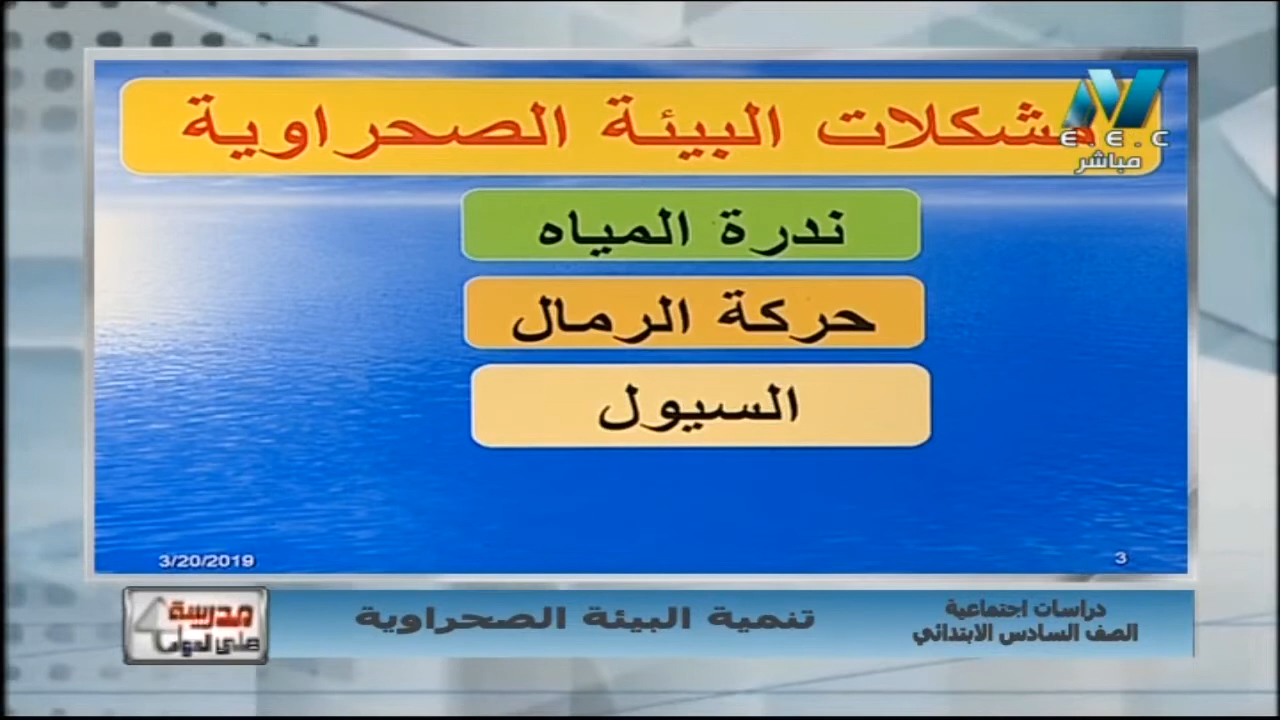 مشكلات البيئة الصحراوية
E.E.C
مباشر
ندرة المياه
حركة الرمال
السيول
3/20/2019
3
دراسات اجتماعية
الصف السادس الابتدائي
تنمية البيئة الصحراوية
مدرسة
على الهواء